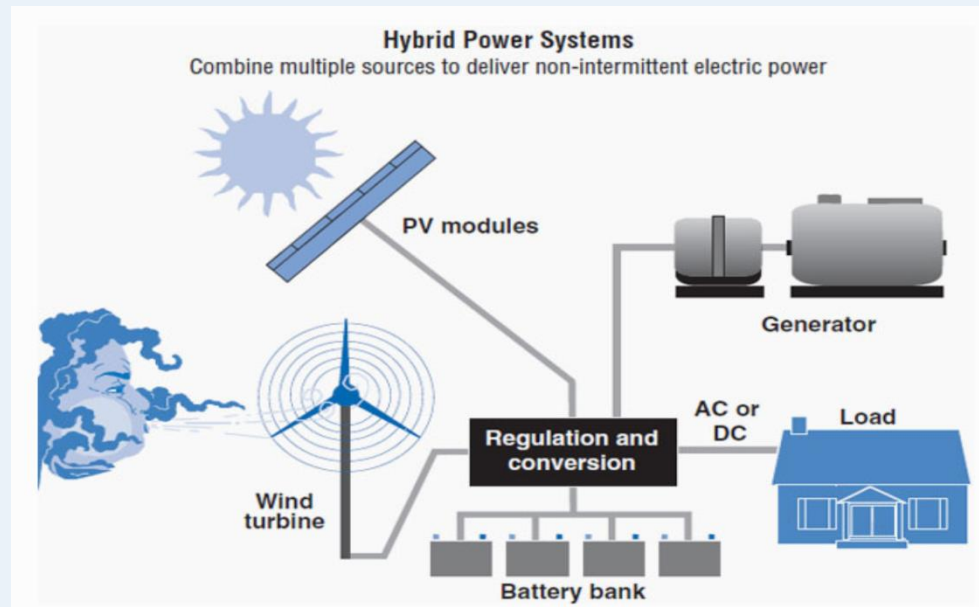 Hybrid Power Systems
Combine multiple sources to deliver non-intermittent electric power
PV modules
Generator
AC or
DC
Load
Regulation and
conversion
Wind
turbine
Battery bank